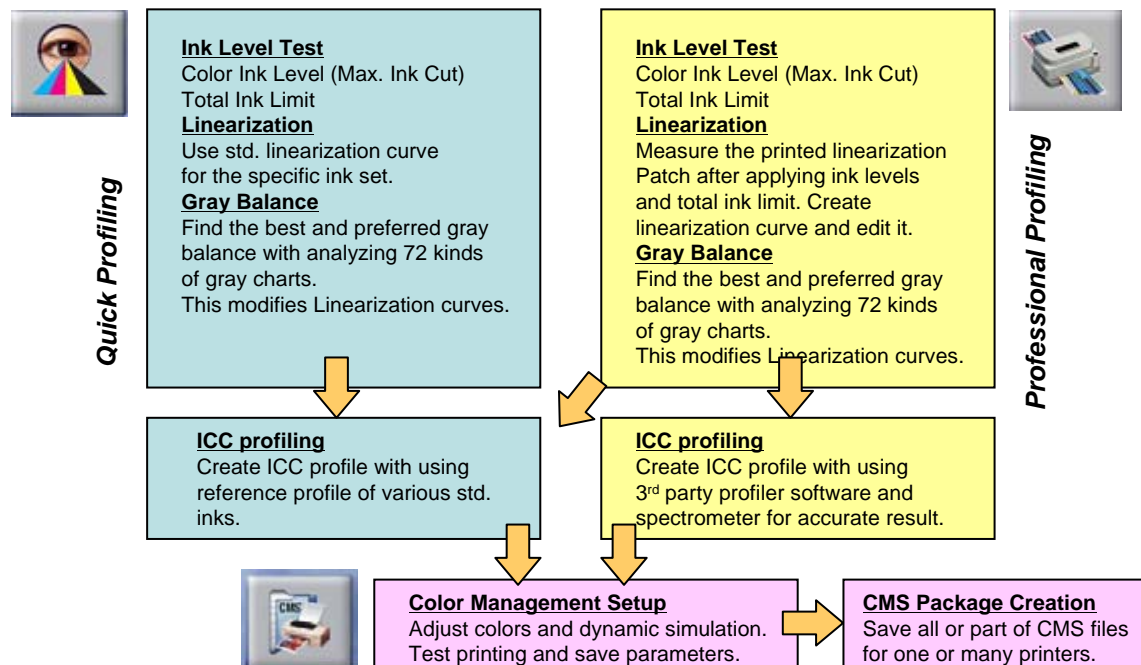 Quick Profiling
Ink Level Test
Color Ink Level (Max. Ink Cut)
Total Ink Limit
Linearization
Use std. linearization curve
for the specific ink set.
Gray Balance
Find the best and preferred gray
balance with analyzing 72 kinds
of gray charts.
This modifies Linearization curves.
Ink Level Test
Color Ink Level (Max. Ink Cut)
Total Ink Limit
Linearization
Measure the printed linearization
Patch after applying ink levels
and total ink limit. Create
linearization curve and edit it.
Gray Balance
Find the best and preferred gray
balance with analyzing 72 kinds
of gray charts.
This modifies Linearization curves.
Professional Profiling
ICC profiling
Create ICC profile with using
reference profile of various std.
inks.
ICC profiling
Create ICC profile with using
3rd party profiler software and
spectrometer for accurate result.
CMS
Color Management Setup
Adjust colors and dynamic simulation.
Test printing and save parameters.
CMS Package Creation
Save all or part of CMS files
for one or many printers.